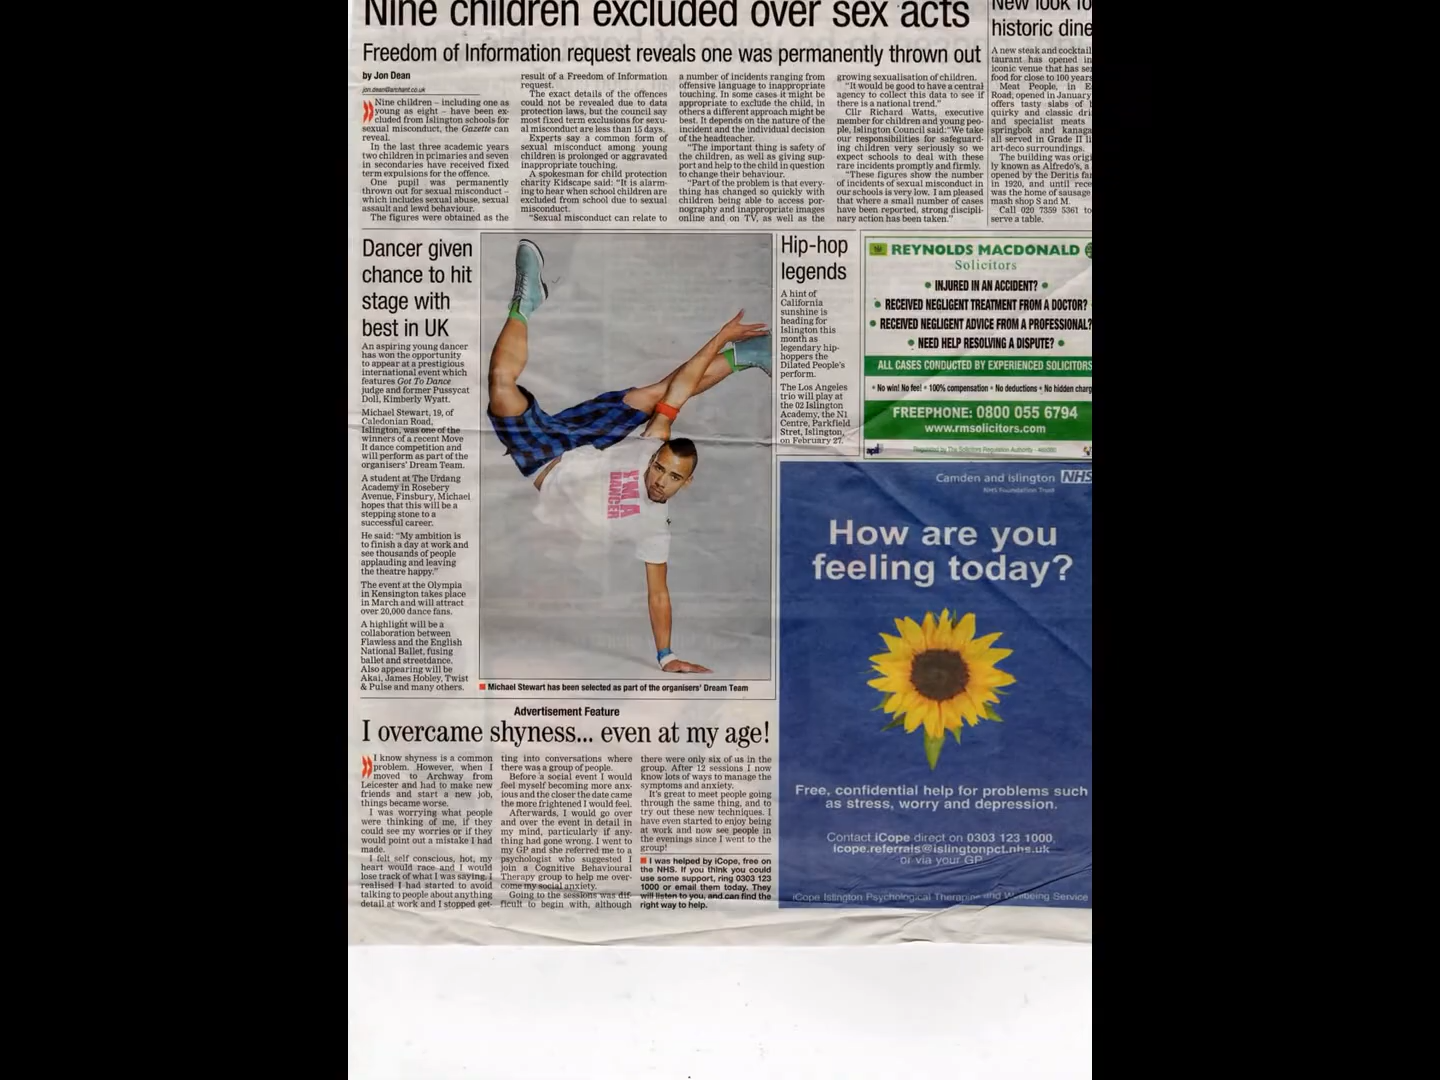 Nine children excluded over sex acts
Freedom of Information request reveals one was permanently thrown out
by Jon Dean
jon.dean@archant.co.uk
Nine children – including one as
young as eight – have been ex-
cluded from Islington schools for
sexual misconduct, the Gazette can
reveal.
In the last three academic years
two children in primaries and seven
in secondaries have received fixed
term expulsions for the offence.
One pupil was permanently
thrown out for sexual misconduct –
which includes sexual abuse, sexual
assault and lewd behaviour.
The figures were obtained as the
result of a Freedom of Information
request.
The exact details of the offences
could not be revealed due to data
protection laws, but the council say
most fixed term exclusions for sexu-
al misconduct are less than 15 days.
Experts say a common form of
sexual misconduct among young
children is prolonged or aggravated
inappropriate touching.
A spokesman for child protection
charity Kidscape said: "It is alarm-
ing to hear when school children are
excluded from school due to sexual
misconduct.
"Sexual misconduct can relate to
a number of incidents ranging from
offensive language to inappropriate
touching. In some cases it might be
appropriate to exclude the child, in
others a different approach might be
best. It depends on the nature of the
incident and the individual decision
of the headteacher.
"The important thing is safety of
the children, as well as giving sup-
port and help to the child in question
to change their behaviour.
"Part of the problem is that every-
thing has changed so quickly with
children being able to access por-
nography and inappropriate images
online and on TV, as well as the
growing sexualisation of children.
"It would be good to have a central
agency to collect this data to see if
there is a national trend."
Cllr Richard Watts, executive
member for children and young peo-
ple, Islington Council said: "We take
our responsibilities for safeguard-
ing children very seriously so we
expect schools to deal with these
rare incidents promptly and firmly.
"These figures show the number
of incidents of sexual misconduct in
our schools is very low. I am pleased
that where a small number of cases
have been reported, strong discipli-
nary action has been taken."
New look fo
historic dine
A new steak and cocktail
taurant has opened in
iconic venue that has se
food for close to 100 years
Meat People, in E
Road, opened in January
offers tasty slabs of
quirky and classic dri
and specialist meats
springbok and kanga
all served in Grade II li
art-deco surroundings.
The building was origi
ly known as Alfredo's, a
opened by the Deritis fa
in 1920, and until rece
was the home of sausage
mash shop S and M.
Call 020 7359 5361 to
serve a table.
Dancer given
chance to hit
stage with
best in UK
An aspiring young dancer
has won the opportunity
to appear at a prestigious
international event which
features Got To Dance
judge and former Pussycat
Doll, Kimberly Wyatt.
Michael Stewart, 19, of
Caledonian Road,
Islington, was one of the
winners of a recent Move
It dance competition and
will perform as part of the
organisers' Dream Team.
A student at The Urdang
Academy in Rosebery
Avenue, Finsbury, Michael
hopes that this will be a
stepping stone to a
successful career.
He said: "My ambition is
to finish a day at work and
see thousands of people
applauding and leaving
the theatre happy."
The event at the Olympia
in Kensington takes place
in March and will attract
over 20,000 dance fans.
A highlight will be a
collaboration between
Flawless and the English
National Ballet, fusing
ballet and streetdance.
Also appearing will be
Akai, James Hobley, Twist
& Pulse and many others.
I'M A
DANCER
Michael Stewart has been selected as part of the organisers' Dream Team
Hip-hop
legends
A hint of
California
sunshine is
heading for
Islington this
month as
legendary hip-
hoppers the
Dilated People's
perform.
The Los Angeles
trio will play at
the 02 Islington
Academy, the N1
Centre, Parkfield
Stret, Islington,
on February 27.
REYNOLDS MACDONALD
Solicitors
• INJURED IN AN ACCIDENT? •
• RECEIVED NEGLIGENT TREATMENT FROM A DOCTOR?
• RECEIVED NEGLIGENT ADVICE FROM A PROFESSIONAL?
• NEED HELP RESOLVING A DISPUTE? •
ALL CASES CONDUCTED BY EXPERIENCED SOLICITORS
• No win! No fee! • 100% compensation • No deductions • No hidden charg
FREEPHONE: 0800 055 6794
www.rmsolicitors.com
apil
Regulated by The Solicitors Regulation Authority
Camden and Islington NHS
NHS Foundation Trust
How are you
feeling today?
Free, confidential help for problems such
as stress, worry and depression.
Contact iCope direct on 0303 123 1000,
icope.referrals@islingtonpct.nhs.uk
or via your GP
iCope Islington Psychological Therapies and Wellbeing Service
Advertisement Feature
I overcame shyness... even at my age!
I know shyness is a common
problem. However, when I
moved to Archway from
Leicester and had to make new
friends and start a new job,
things became worse.
I was worrying what people
were thinking of me, if they
could see my worries or if they
would point out a mistake I had
made.
I felt self conscious, hot, my
heart would race and I would
lose track of what I was saying. I
realised I had started to avoid
talking to people about anything
detail at work and I stopped get-
ting into conversations where
there was a group of people.
Before a social event I would
feel myself becoming more anx-
ious and the closer the date came
the more frightened I would feel.
Afterwards, I would go over
and over the event in detail in
my mind, particularly if any-
thing had gone wrong. I went to
my GP and she referred me to a
psychologist who suggested I
join a Cognitive Behavioural
Therapy group to help me over-
come my social anxiety.
Going to the sessions was dif-
ficult to begin with, although
there were only six of us in the
group. After 12 sessions I now
know lots of ways to manage the
symptoms and anxiety.
It's great to meet people going
through the same thing, and to
try out these new techniques. I
have even started to enjoy being
at work and now see people in
the evenings since I went to the
group!
I was helped by iCope, free on
the NHS. If you think you could
use some support, ring 0303 123
1000 or email them today. They
will listen to you, and can find the
right way to help.